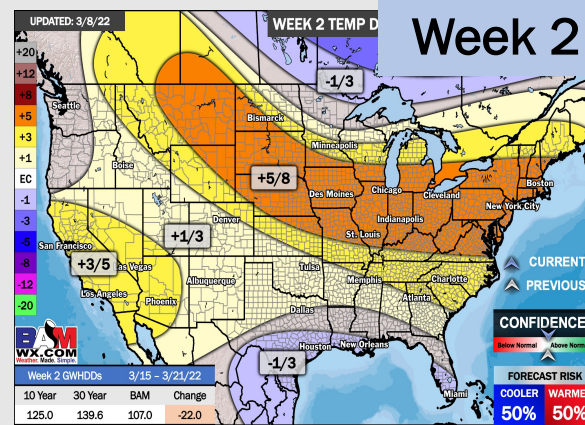 UPDATED: 3/8/22
WEEK 2 TEMP D
Week 2
+20
+12
+8
+5
+3
+1
EC
-1
-3
-5
-8
-12
-20
-1/3
Seattle
Bismarck
Minneapolis
Boise
+5/8
Des Moines
Chicago
Cleveland
Boston
New York City
Denver
Indianapolis
St. Louis
+1/3
San Francisco
+3/5
as Vegas
Los Angeles
Phoenix
Albuquerque
Tulsa
Memphis
Charlotte
Atlanta
Dallas
Houston
New Orleans
-1/3
Miami
CURRENT
PREVIOUS
CONFIDENCE
Below Normal
Above Norm
FORECAST RISK
COOLER
WARME
50%
50%
BAM
WX.COM
Weather. Made. Simple.
Week 2 GWHDDs 3/15 – 3/21/22
10 Year 30 Year BAM Change
125.0 139.6 107.0 -22.0